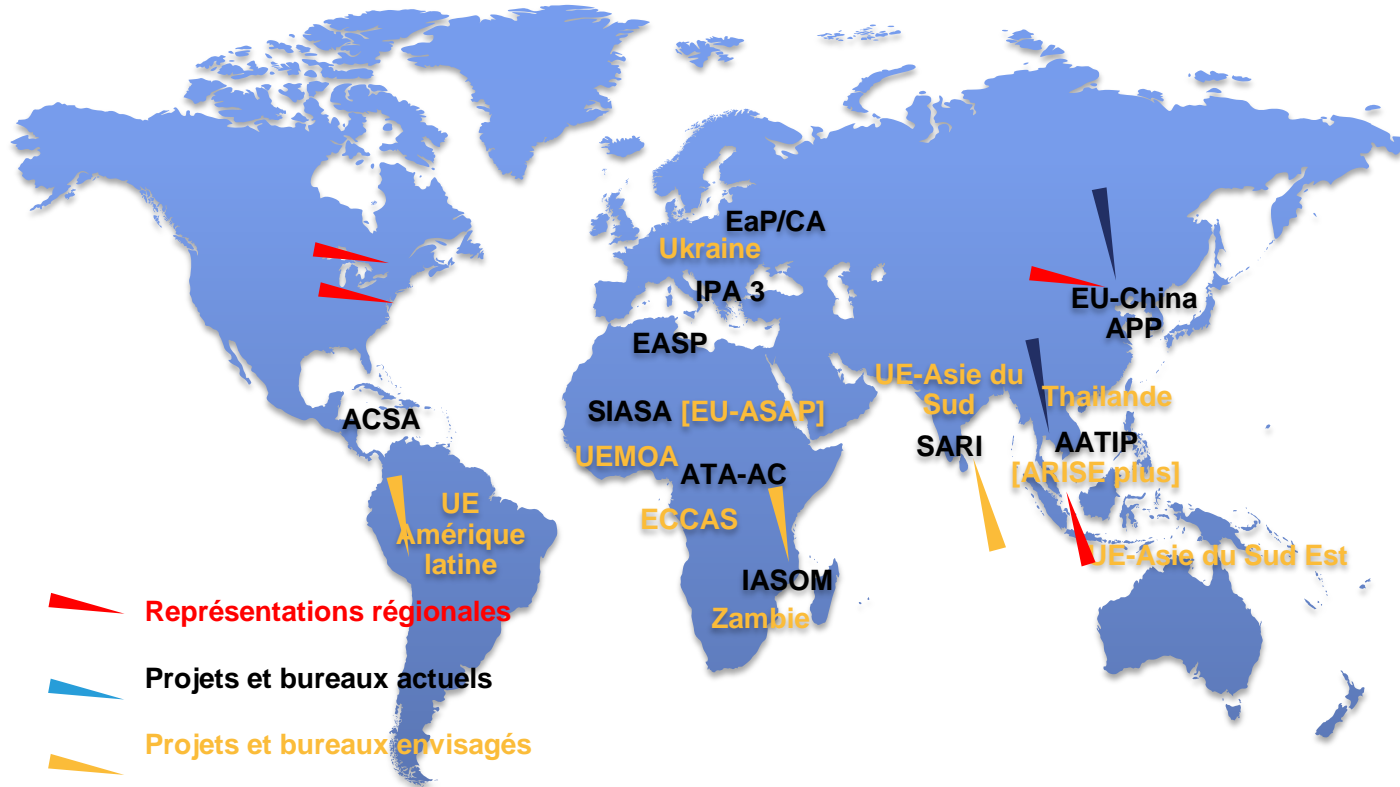 EaP/CA
Ukraine
IPA 3
EU-China
APP
EASP
UE-Asie du
Sud
Thailande
ACSA
SIASA [EU-ASAP]
SARI
AATIP
[ARISE plus]
UEMOA
ATA-AC
UE
Amérique
latine
ECCAS
UE-Asie du Sud Est
IASOM
Zambie
Représentations régionales
Projets et bureaux actuels
Projets et bureaux envisagés